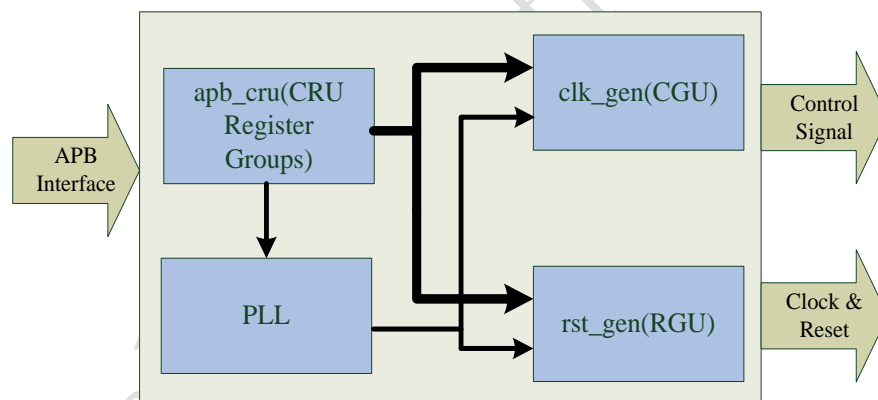 apb_cru(CRU
Register
Groups)
clk_gen(CGU)
Control
Signal
APB
Interface
PLL
rst_gen(RGU)
Clock &
Reset